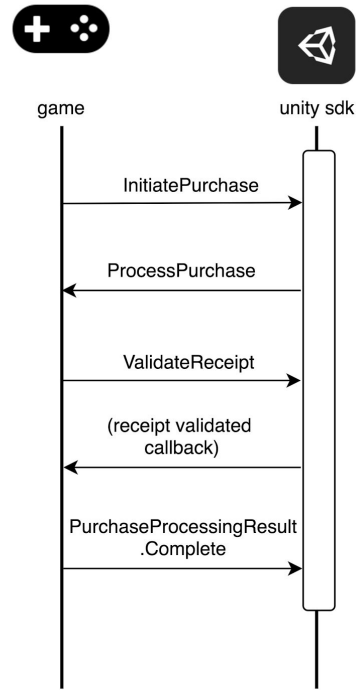 game
unity sdk
InitiatePurchase
ProcessPurchase
ValidateReceipt
(receipt validated
callback)
PurchaseProcessingResult
.Complete